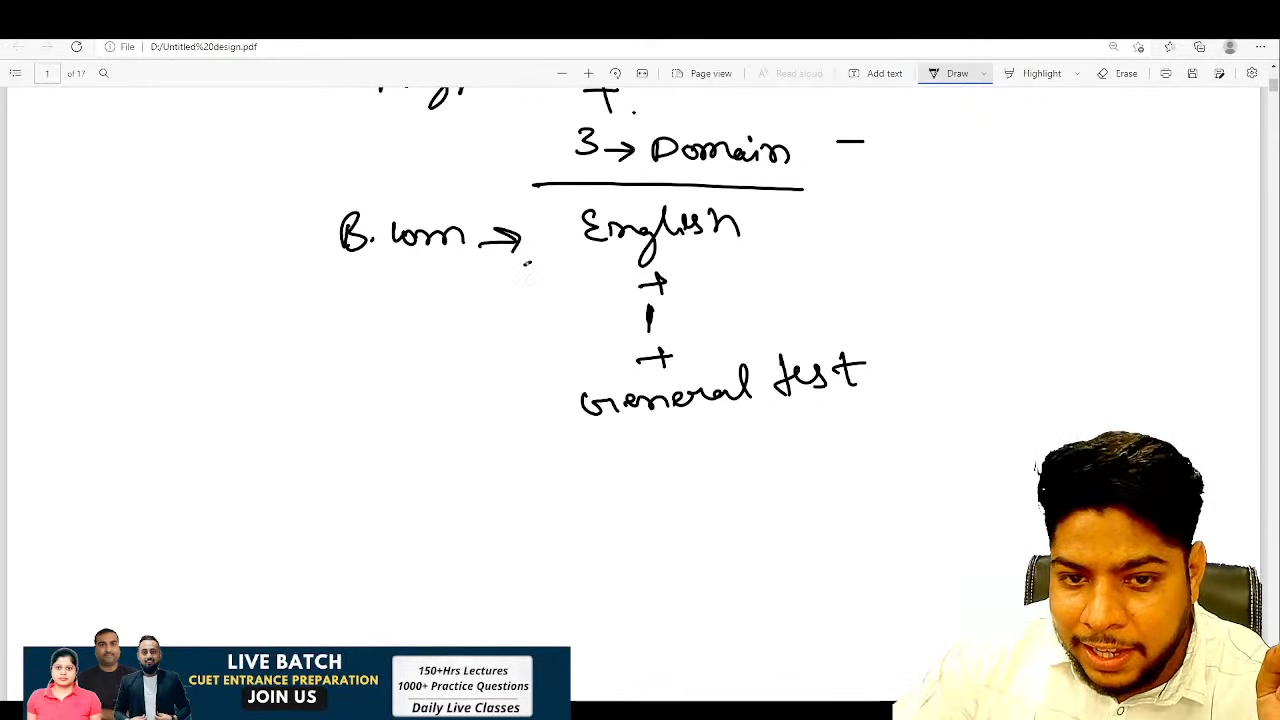 File D:/Untitled%20design.pdf
1 of 17 Page view Read aloud Add text Draw Highlight Erase
3 → Domain —
B. Com → English
+
1
+
General test
LIVE BATCH
CUET ENTRANCE PREPARATION
JOIN US
150+Hrs Lectures
1000+ Practice Questions
Daily Live Classes